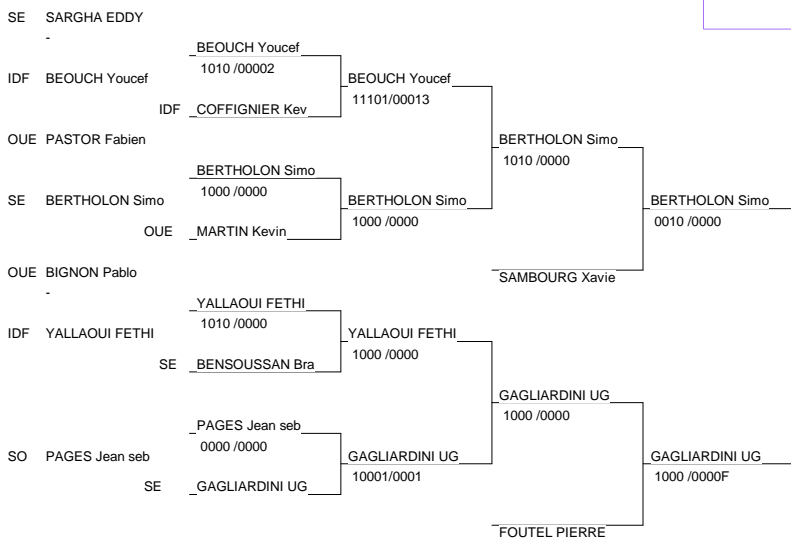 SE SARGHA EDDY
-
BEOUCH Youcef
1010 /00002
IDF BEOUCH Youcef
BEOUCH Youcef
11101/00013
IDF COFFIGNIER Kev
OUE PASTOR Fabien
BERTHOLON Simo
1010 /0000
BERTHOLON Simo
1000 /0000
SE BERTHOLON Simo
BERTHOLON Simo
1000 /0000
BERTHOLON Simo
0010 /0000
OUE MARTIN Kevin
OUE BIGNON Pablo
-
SAMBOURG Xavie
YALLAOUI FETHI
1010 /0000
IDF YALLAOUI FETHI
YALLAOUI FETHI
1000 /0000
SE BENSOUSSAN Bra
GAGLIARDINI UG
1000 /0000
PAGES Jean seb
0000 /0000
SO PAGES Jean seb
GAGLIARDINI UG
10001/0001
GAGLIARDINI UG
1000 /0000F
SE GAGLIARDINI UG
FOUTEL PIERRE